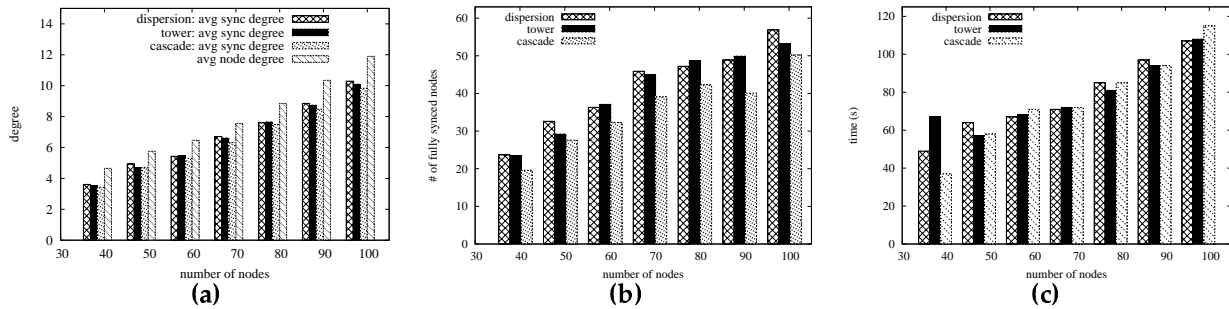 degree
14
12
10
8
6
4
2
0
dispersion: avg sync degree
tower: avg sync degree
cascade: avg sync degree
avg node degree
30 40 50 60 70 80 90 100
number of nodes
(a)
# of fully synced nodes
60
50
40
30
20
10
0
dispersion
tower
cascade
30 40 50 60 70 80 90 100
number of nodes
(b)
time (s)
120
100
80
60
40
20
0
dispersion
tower
cascade
30 40 50 60 70 80 90 100
number of nodes
(c)